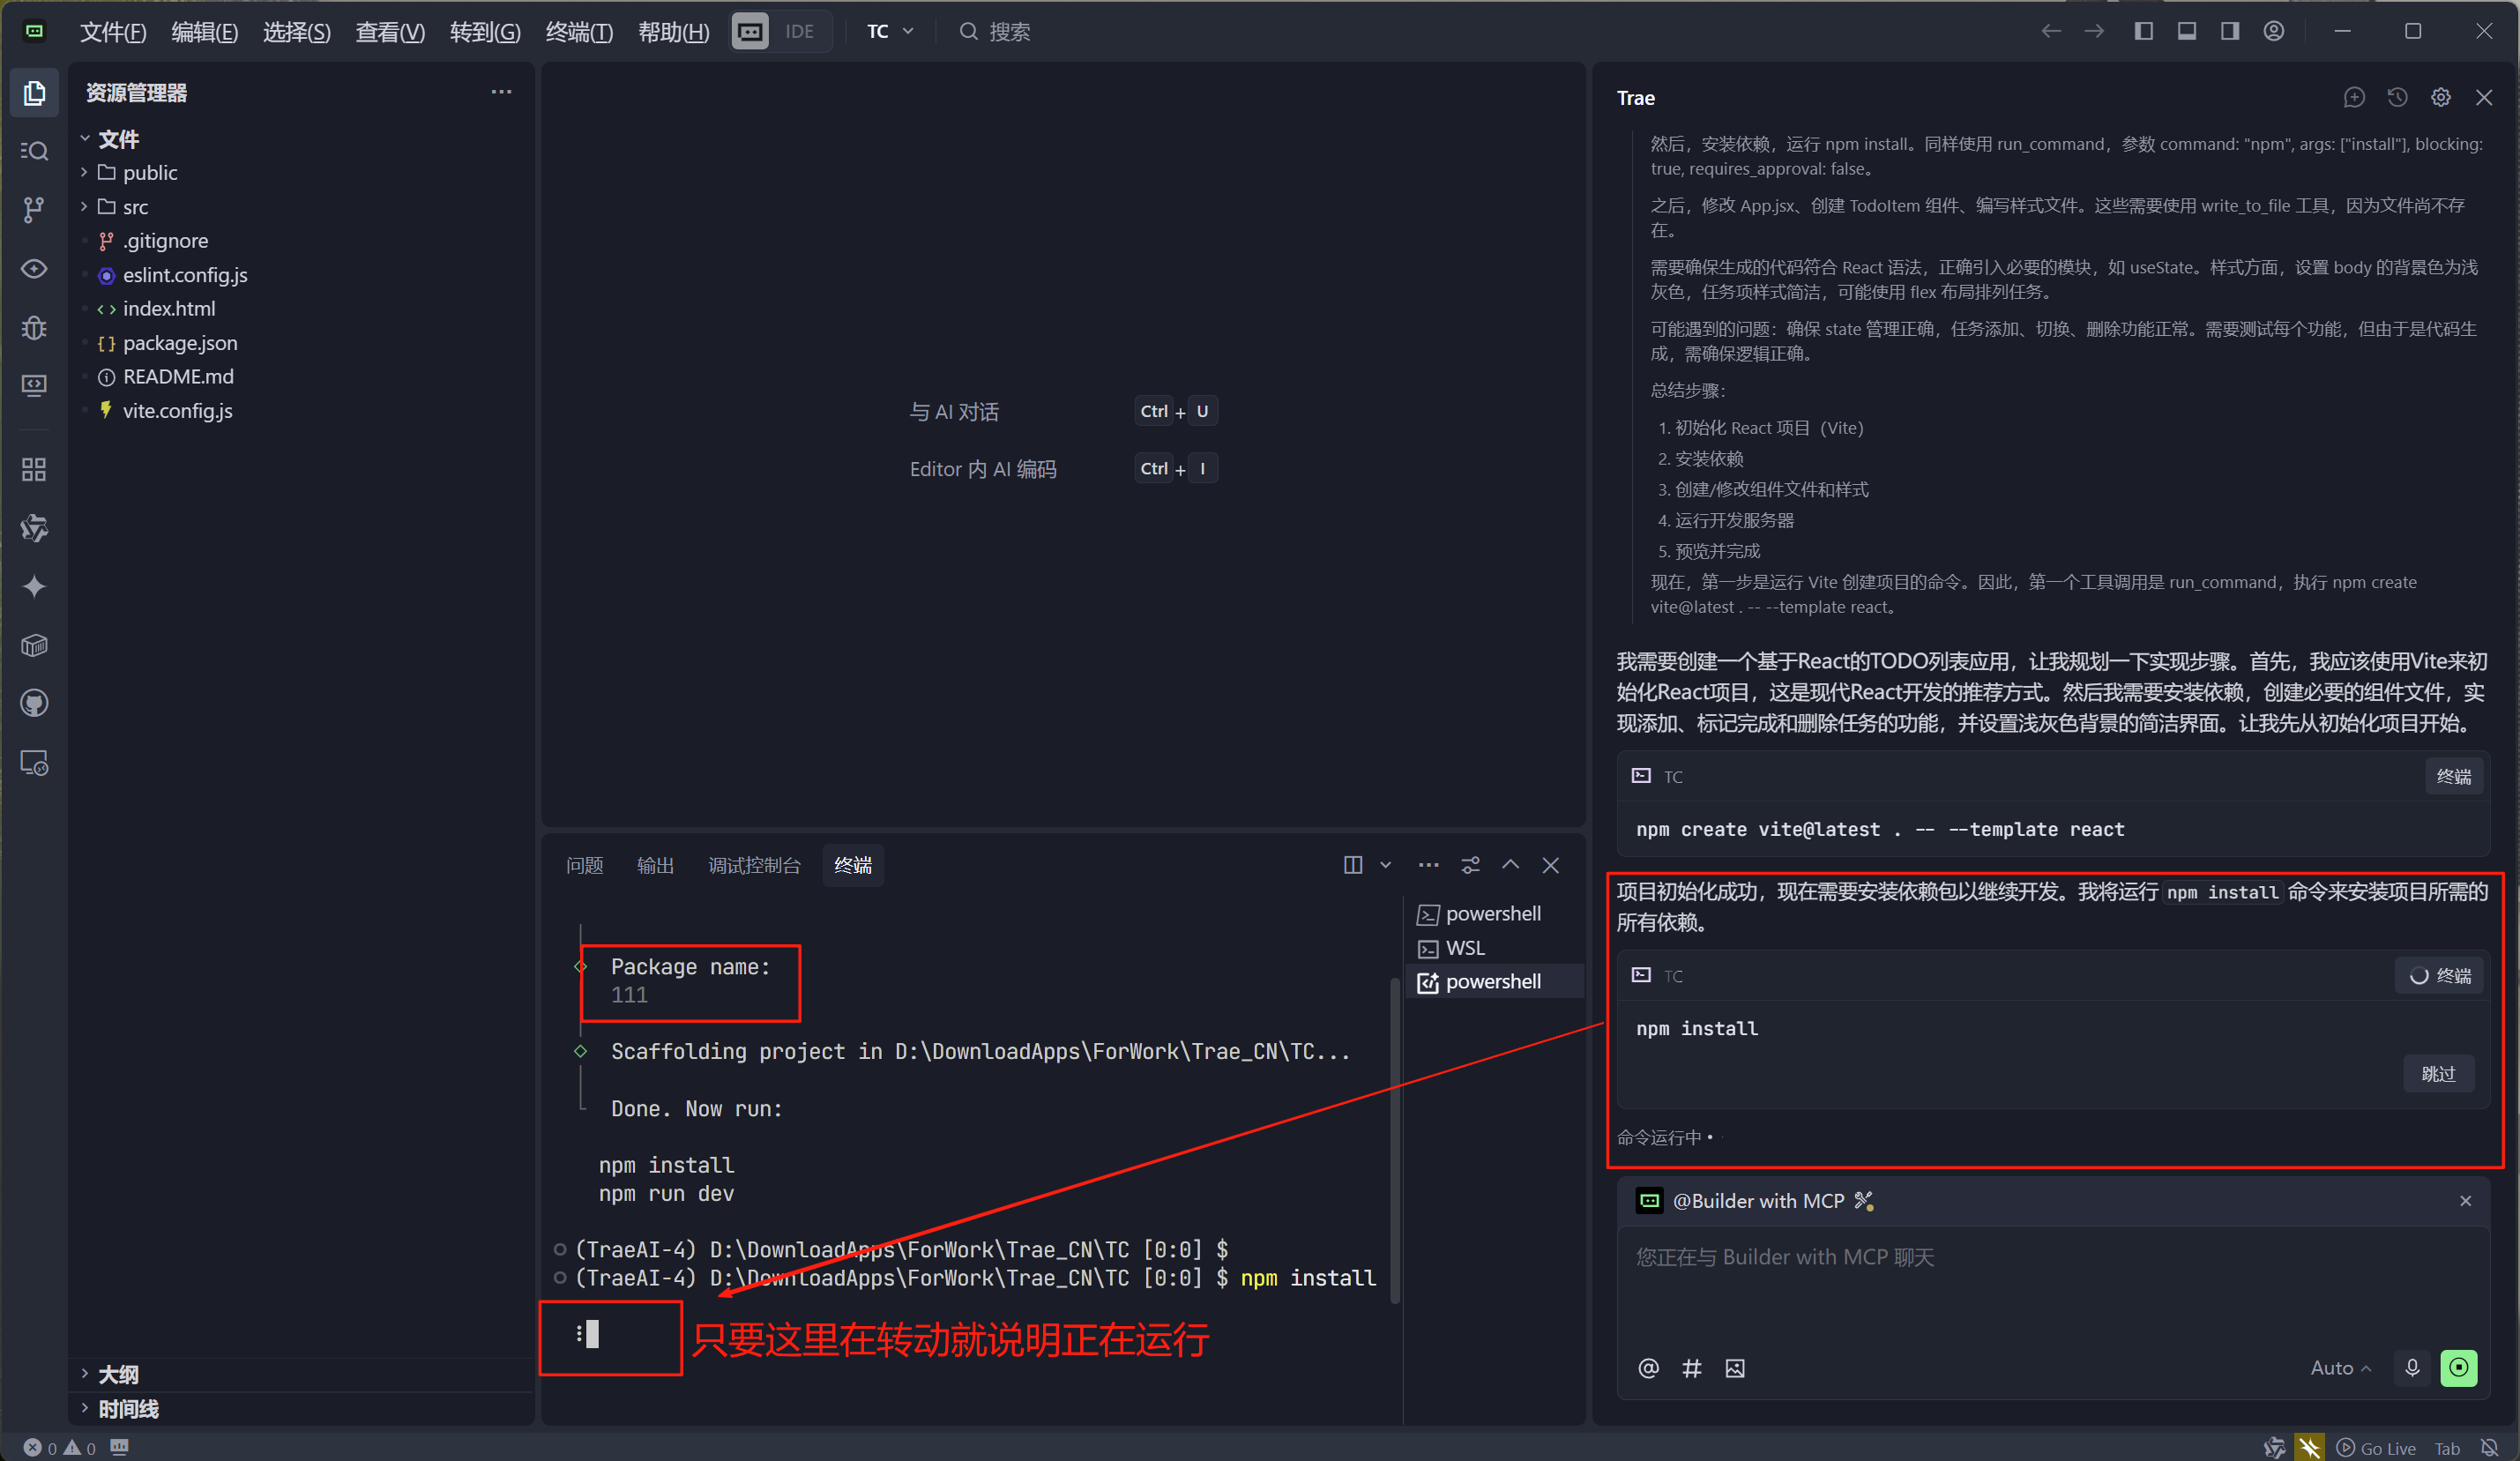 文件(F) 编辑(E) 选择(S) 查看(V) 转到(G) 终端(T) 帮助(H) IDE TC 搜索
资源管理器
文件
public
src
.gitignore
eslint.config.js
index.html
package.json
README.md
vite.config.js
大纲
时间线
与 AI 对话 Ctrl + U
Editor 内 AI 编码 Ctrl + I
问题 输出 调试控制台 终端
Package name:
111
Scaffolding project in D:\DownloadApps\ForWork\Trae_CN\TC...
Done. Now run:
npm install
npm run dev
(TraeAI-4) D:\DownloadApps\ForWork\Trae_CN\TC [0:0] $
(TraeAI-4) D:\DownloadApps\ForWork\Trae_CN\TC [0:0] $ npm install
只要这里在转动就说明正在运行
powershell
WSL
powershell
Trae
然后，安装依赖，运行 npm install。同样使用 run_command，参数 command: "npm", args: ["install"], blocking:
true, requires_approval: false。
之后，修改 App.jsx、创建 TodoItem 组件、编写样式文件。这些需要使用 write_to_file 工具，因为文件尚不存
在。
需要确保生成的代码符合 React 语法，正确引入必要的模块，如 useState。样式方面，设置 body 的背景色为浅
灰色，任务项样式简洁，可能使用 flex 布局排列任务。
可能遇到的问题：确保 state 管理正确，任务添加、切换、删除功能正常。需要测试每个功能，但由于是代码生
成，需确保逻辑正确。
总结步骤：
1. 初始化 React 项目（Vite）
2. 安装依赖
3. 创建/修改组件文件和样式
4. 运行开发服务器
5. 预览并完成
现在，第一步是运行 Vite 创建项目的命令。因此，第一个工具调用是 run_command，执行 npm create
vite@latest . -- --template react。
我需要创建一个基于React的TODO列表应用，让我规划一下实现步骤。首先，我应该使用Vite来初
始化React项目，这是现代React开发的推荐方式。然后我需要安装依赖，创建必要的组件文件，实
现添加、标记完成和删除任务的功能，并设置浅灰色背景的简洁界面。让我先从初始化项目开始。
TC 终端
npm create vite@latest . -- --template react
项目初始化成功，现在需要安装依赖包以继续开发。我将运行 npm install 命令来安装项目所需的
所有依赖。
TC 终端
npm install
跳过
命令运行中
@Builder with MCP
您正在与 Builder with MCP 聊天
Auto
0 0 Go Live Tab